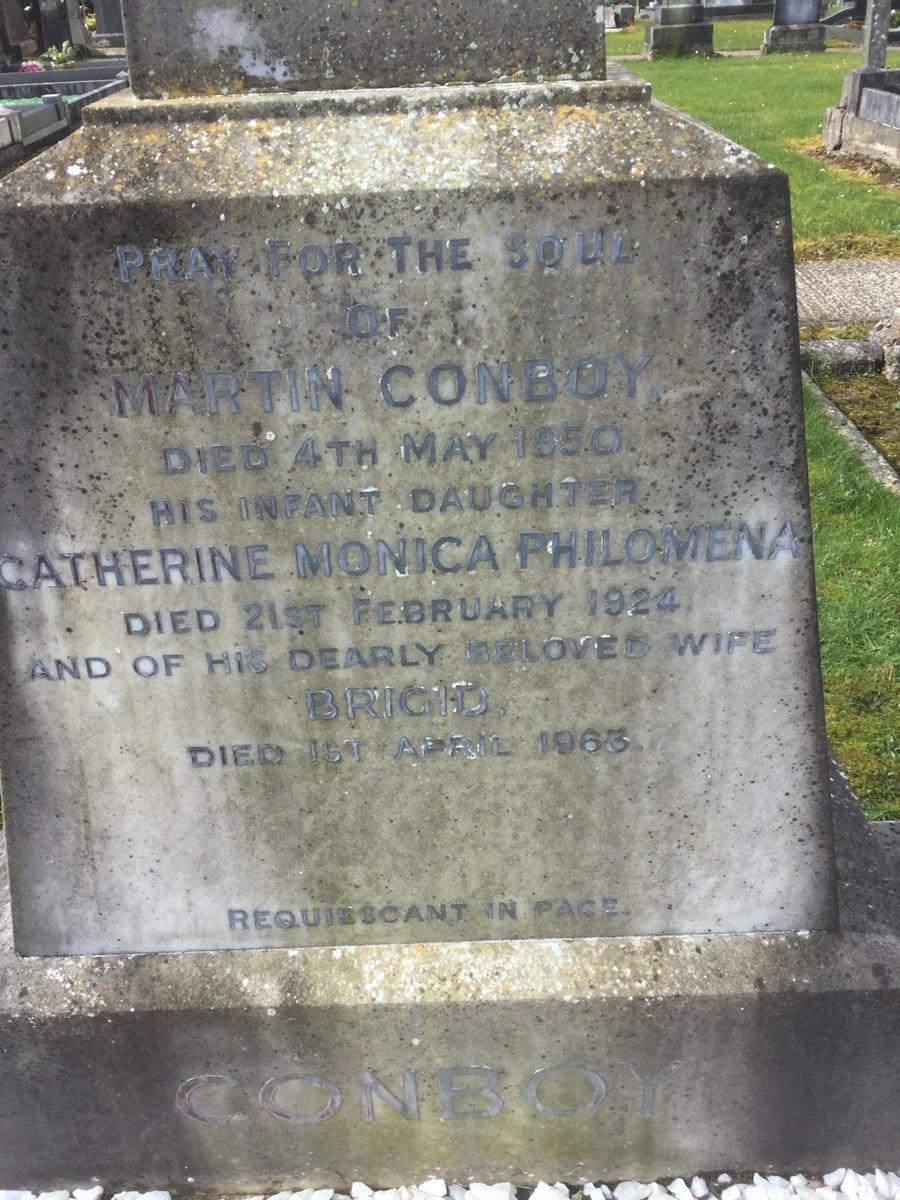 PRAY FOR THE SOUL
OF
MARTIN CONBOY,
DIED 4TH MAY 1950.
HIS INFANT DAUGHTER
CATHERINE MONICA PHILOMENA
DIED 21ST FEBRUARY 1924.
AND OF HIS DEARLY BELOVED WIFE
BRIGID.
DIED 1ST APRIL 1963.
REQUIESCANT IN PACE.
CONBOY